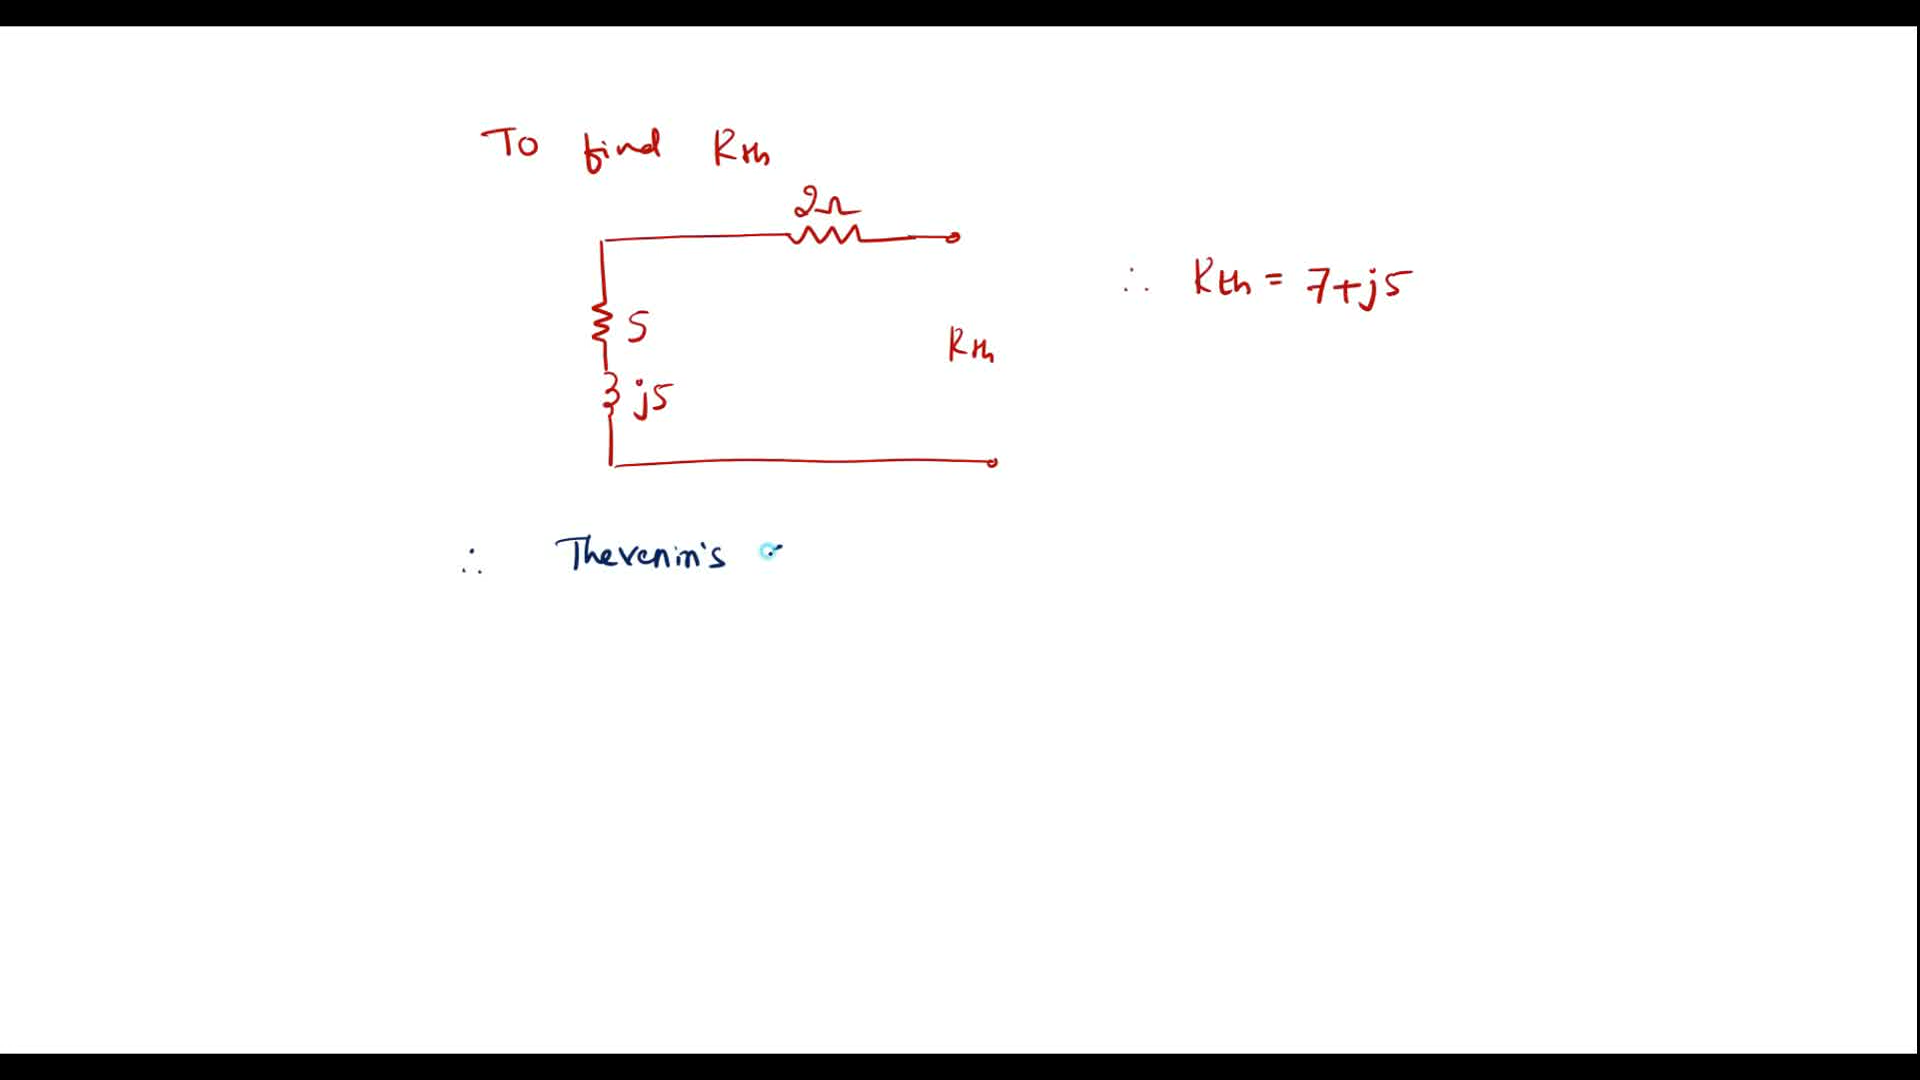 To find Rth
2Ω
∴ Rth = 7+j5
5
Rth
j5
∴ Thevenin's